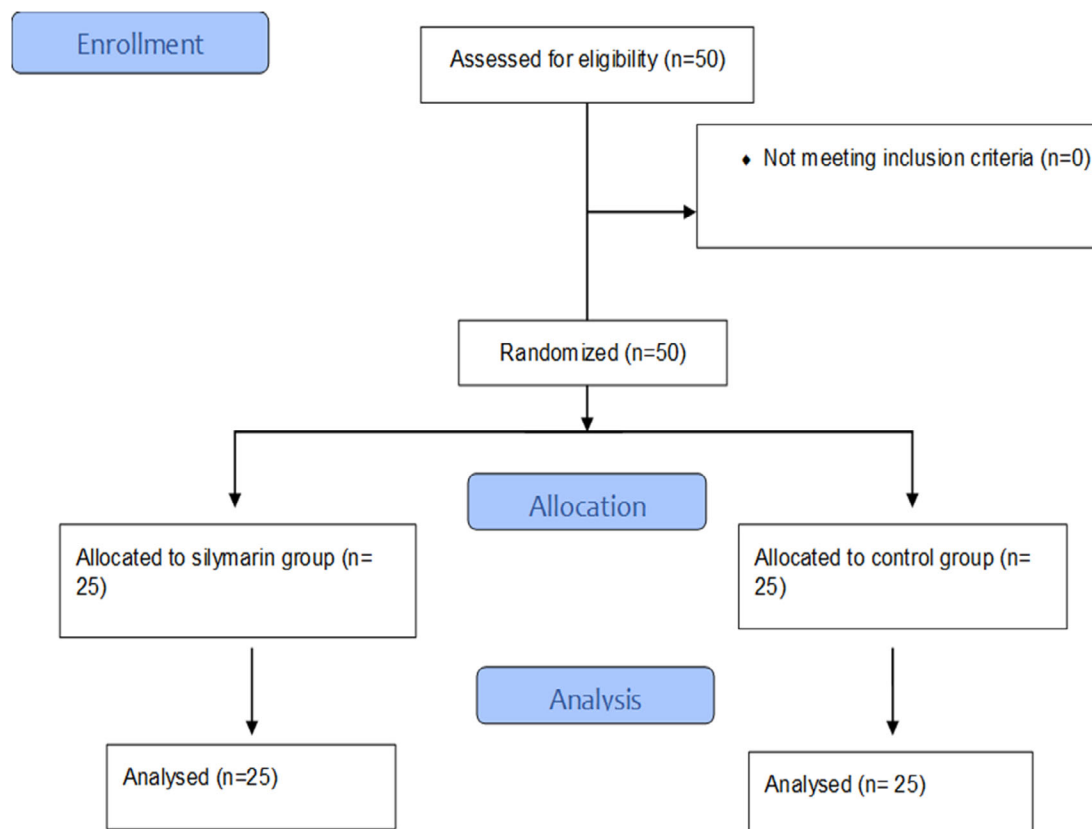 Enrollment
Assessed for eligibility (n=50)
♦ Not meeting inclusion criteria (n=0)
Randomized (n=50)
Allocation
Allocated to silymarin group (n=
25)
Allocated to control group (n=
25)
Analysis
Analysed (n=25)
Analysed (n= 25)